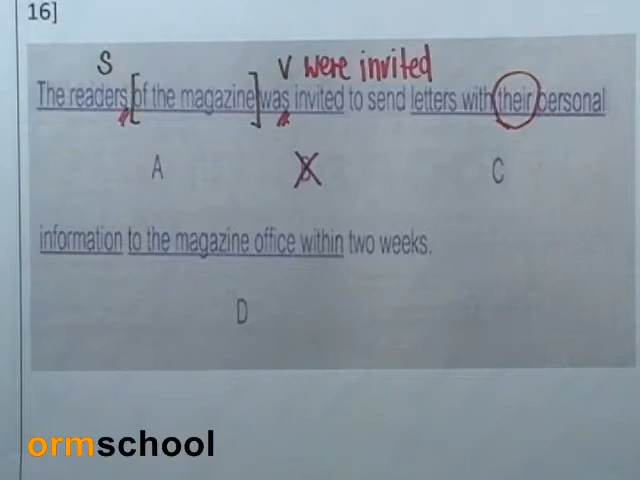 16]
S V were invited
The readers [of the magazine] was invited to send letters with their personal
A B C
information to the magazine office within two weeks.
D
ormschool